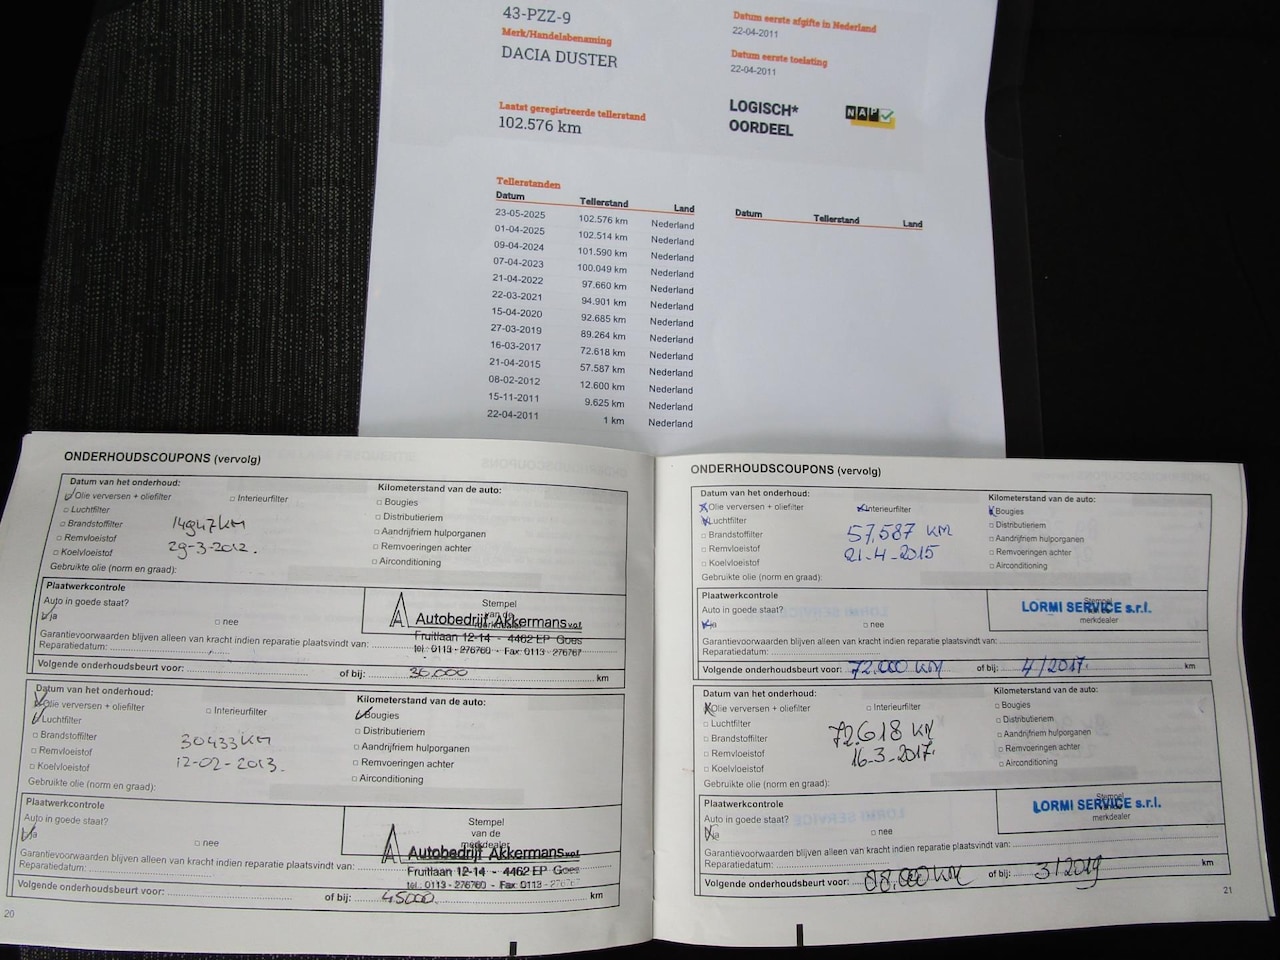 43-PZZ-9
Merk/Handelsbenaming
DACIA DUSTER
Datum eerste afgifte in Nederland
22-04-2011
Datum eerste toelating
22-04-2011
Laatst geregistreerde tellerstand
102.576 km
LOGISCH*
OORDEEL
NAP
Tellerstanden
Datum Tellerstand Land
23-05-2025 102.576 km Nederland
01-04-2025 102.514 km Nederland
09-04-2024 101.590 km Nederland
07-04-2023 100.049 km Nederland
21-04-2022 97.660 km Nederland
22-03-2021 94.901 km Nederland
15-04-2020 92.685 km Nederland
27-03-2019 89.264 km Nederland
16-03-2017 72.618 km Nederland
21-04-2015 57.587 km Nederland
08-02-2012 12.600 km Nederland
15-11-2011 9.625 km Nederland
22-04-2011 1 km Nederland
Datum Tellerstand Land
ONDERHOUDSCOUPONS (vervolg)
Datum van het onderhoud: Kilometerstand van de auto:
Olie verversen + oliefilter Interieurfilter Bougies
Luchtfilter Distributieriem
Brandstoffilter 14947KM Aandrijfriem hulporganen
Remvloeistof 29-3-2012. Remvoeringen achter
Koelvloeistof Airconditioning
Gebruikte olie (norm en graad):
Plaatwerkcontrole
Auto in goede staat?
ja nee
Stempel
van de
merkdealer
Autobedrijf Akkermans v.o.f.
Fruitlaan 12-14 - 4462 EP Goes
tel.: 0113 - 276760 - Fax: 0113 - 276767
Garantievoorwaarden blijven alleen van kracht indien reparatie plaatsvindt van:
Reparatiedatum:
Volgende onderhoudsbeurt voor: of bij: 30.000 km
Datum van het onderhoud: Kilometerstand van de auto:
Olie verversen + oliefilter Interieurfilter Bougies
Luchtfilter Distributieriem
Brandstoffilter 30433KM Aandrijfriem hulporganen
Remvloeistof 12-02-2013. Remvoeringen achter
Koelvloeistof Airconditioning
Gebruikte olie (norm en graad):
Plaatwerkcontrole
Auto in goede staat?
ja nee
Stempel
van de
merkdealer
Autobedrijf Akkermans v.o.f.
Fruitlaan 12-14 - 4462 EP Goes
tel.: 0113 - 276760 - Fax: 0113 - 276767
Garantievoorwaarden blijven alleen van kracht indien reparatie plaatsvindt van:
Reparatiedatum:
Volgende onderhoudsbeurt voor: of bij: 45000. km
20
ONDERHOUDSCOUPONS (vervolg)
Datum van het onderhoud: Kilometerstand van de auto:
Olie verversen + oliefilter Interieurfilter Bougies
Luchtfilter Distributieriem
Brandstoffilter 57.587 KM Aandrijfriem hulporganen
Remvloeistof 21-4-2015 Remvoeringen achter
Koelvloeistof Airconditioning
Gebruikte olie (norm en graad):
Plaatwerkcontrole
Auto in goede staat?
ja nee
Stempel
LORMI SERVICE s.r.l.
merkdealer
Garantievoorwaarden blijven alleen van kracht indien reparatie plaatsvindt van:
Reparatiedatum:
Volgende onderhoudsbeurt voor: 72.000 KM of bij: 4/2017. km
Datum van het onderhoud: Kilometerstand van de auto:
Olie verversen + oliefilter Interieurfilter Bougies
Luchtfilter Distributieriem
Brandstoffilter 72.618 KM Aandrijfriem hulporganen
Remvloeistof 16-3-2017. Remvoeringen achter
Koelvloeistof Airconditioning
Gebruikte olie (norm en graad):
Plaatwerkcontrole
Auto in goede staat?
ja nee
Stempel
LORMI SERVICE s.r.l.
merkdealer
Garantievoorwaarden blijven alleen van kracht indien reparatie plaatsvindt van:
Reparatiedatum:
Volgende onderhoudsbeurt voor: KM of bij: 3/2019 km
21